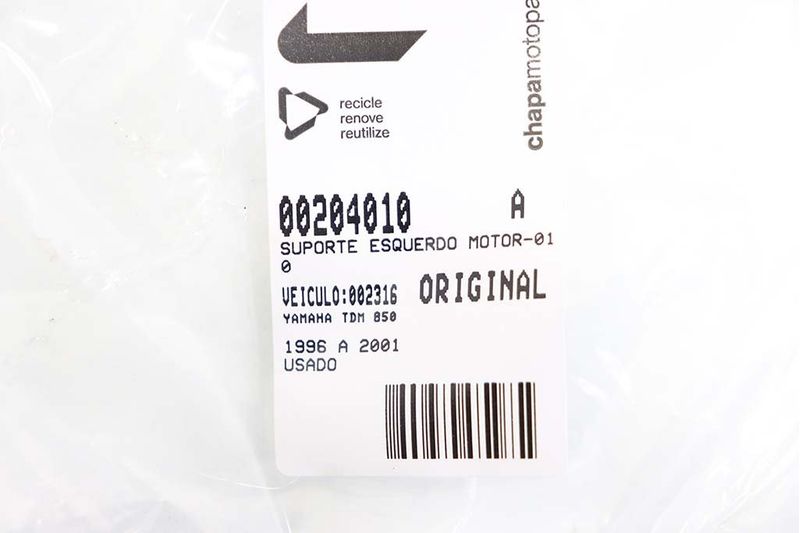 chapamotopa
recicle
renove
reutilize
00204010 A
SUPORTE ESQUERDO MOTOR-01
0
VEICULO:002316 ORIGINAL
YAMAHA TDM 850
1996 A 2001
USADO